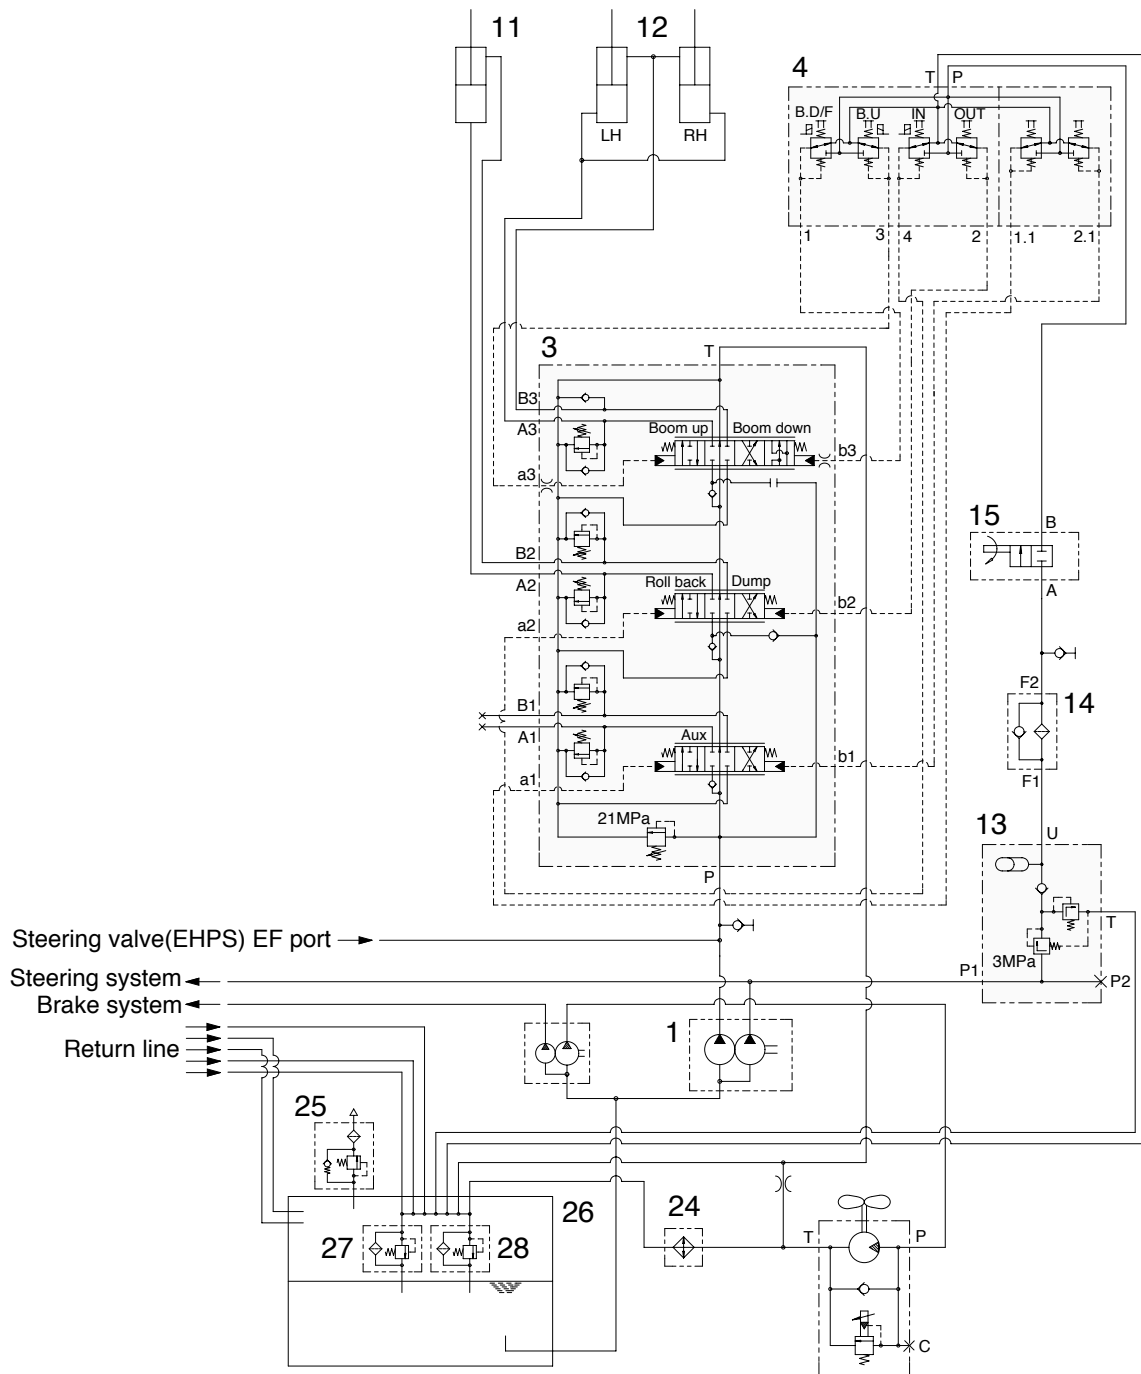 11
12
4
T P
B.D/F B.U IN OUT
LH RH
1 3 4 2 1.1 2.1
3
T
B3
A3
Boom up Boom down
a3
b3
15
B
A
B2
A2
Roll back Dump
a2
b2
F2
14
F1
B1
A1
Aux
a1
b1
21MPa
13
U
P
T
3MPa
Steering valve(EHPS) EF port
Steering system
P1
P2
Brake system
Return line
1
25
26
24
27
28
T
P
C